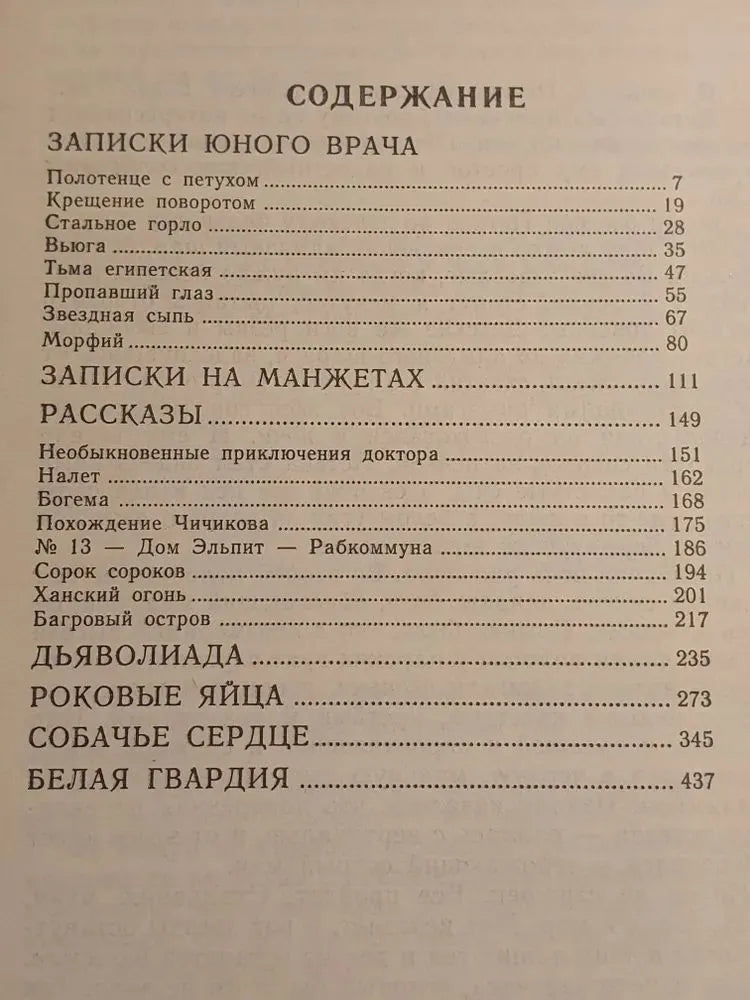 СОДЕРЖАНИЕ
ЗАПИСКИ ЮНОГО ВРАЧА
Полотенце с петухом 7
Крещение поворотом 19
Стальное горло 28
Вьюга 35
Тьма египетская 47
Пропавший глаз 55
Звездная сыпь 67
Морфий 80
ЗАПИСКИ НА МАНЖЕТАХ 111
РАССКАЗЫ 149
Необыкновенные приключения доктора 151
Налет 162
Богема 168
Похождение Чичикова 175
№ 13 — Дом Эльпит — Рабкоммуна 186
Сорок сороков 194
Ханский огонь 201
Багровый остров 217
ДЬЯВОЛИАДА 235
РОКОВЫЕ ЯЙЦА 273
СОБАЧЬЕ СЕРДЦЕ 345
БЕЛАЯ ГВАРДИЯ 437